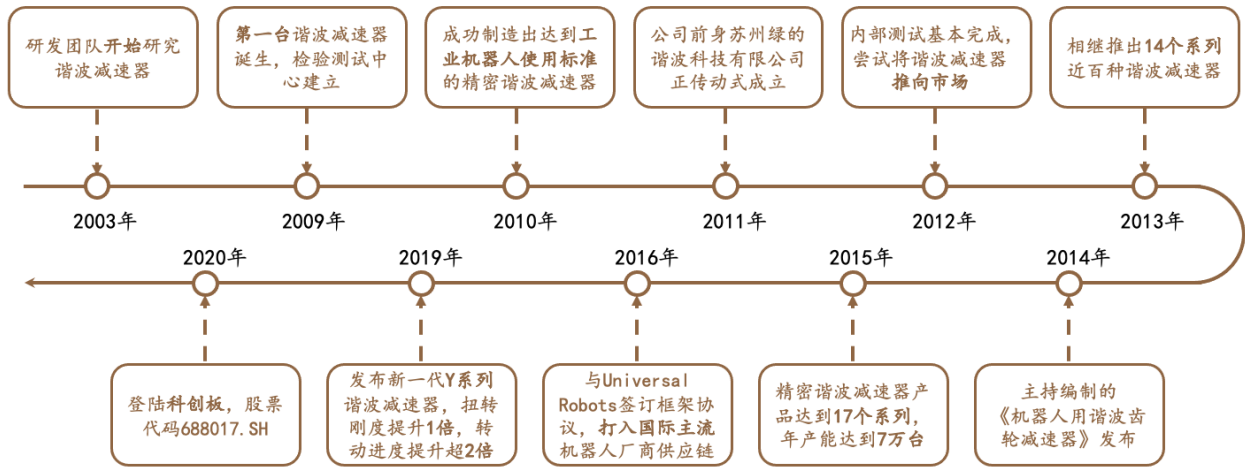 研发团队开始研究
谐波减速器
第一台谐波减速器
诞生，检验测试中
心建立
成功制造出达到工
业机器人使用标准
的精密谐波减速器
公司前身苏州绿的
谐波科技有限公司
正传动式成立
内部测试基本完成，
尝试将谐波减速器
推向市场
相继推出14个系列
近百种谐波减速器
2003年
2009年
2010年
2011年
2012年
2013年
2020年
2019年
2016年
2015年
2014年
登陆科创板，股票
代码688017.SH
发布新一代Y系列
谐波减速器，扭转
刚度提升1倍，转
动进度提升超2倍
与Universal
Robots签订框架协
议，打入国际主流
机器人厂商供应链
精密谐波减速器产
品达到17个系列，
年产能达到7万台
主持编制的
《机器人用谐波齿
轮减速器》发布